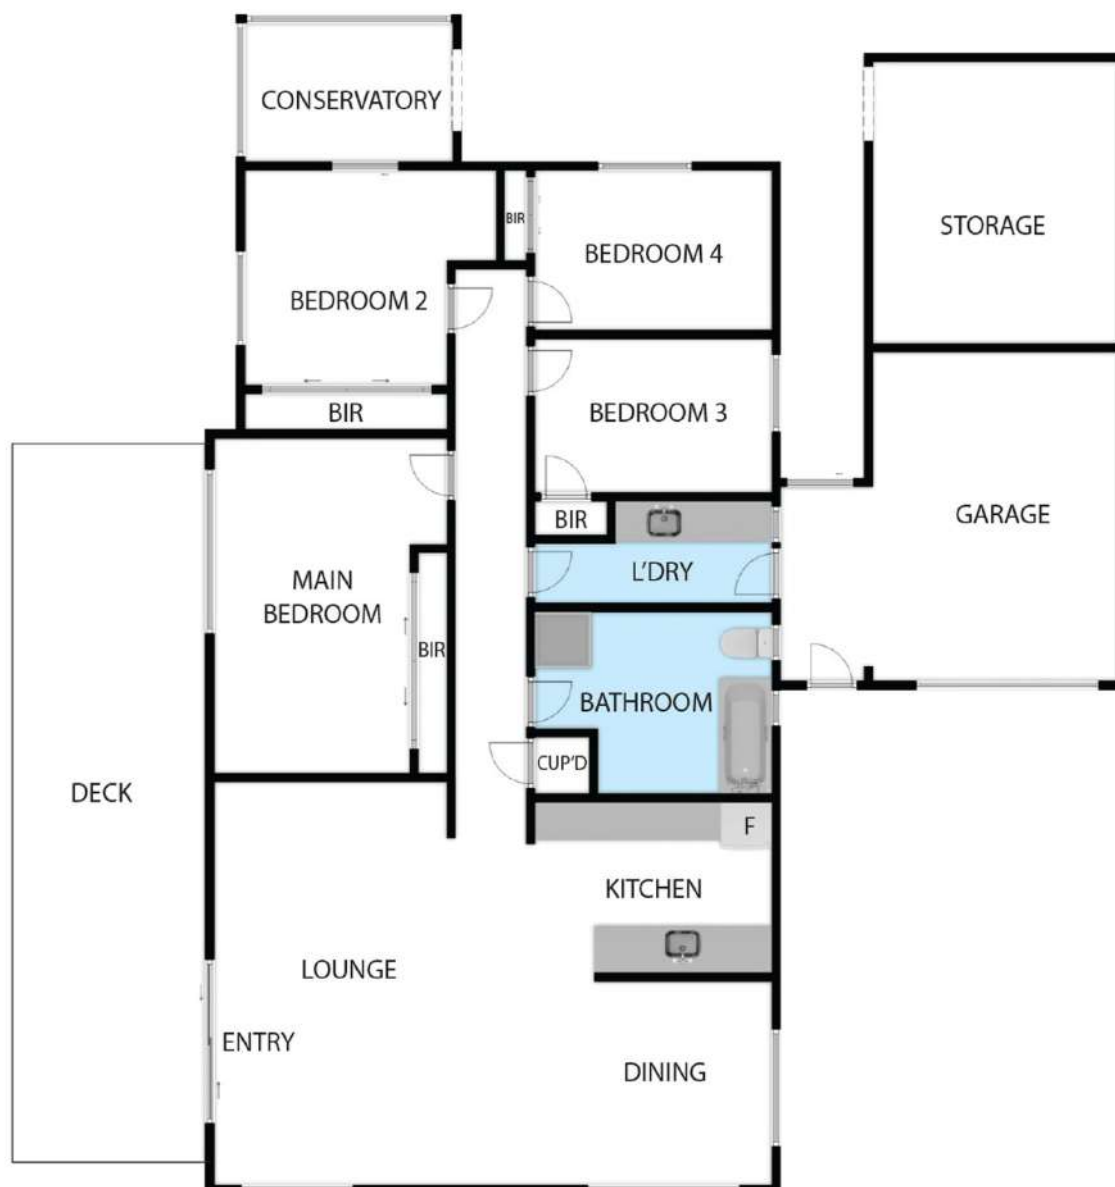 CONSERVATORY
STORAGE
BIR
BEDROOM 4
BEDROOM 2
BIR
BEDROOM 3
BIR
GARAGE
L'DRY
MAIN
BEDROOM
BIR
BATHROOM
CUP'D
DECK
F
KITCHEN
LOUNGE
ENTRY
DINING